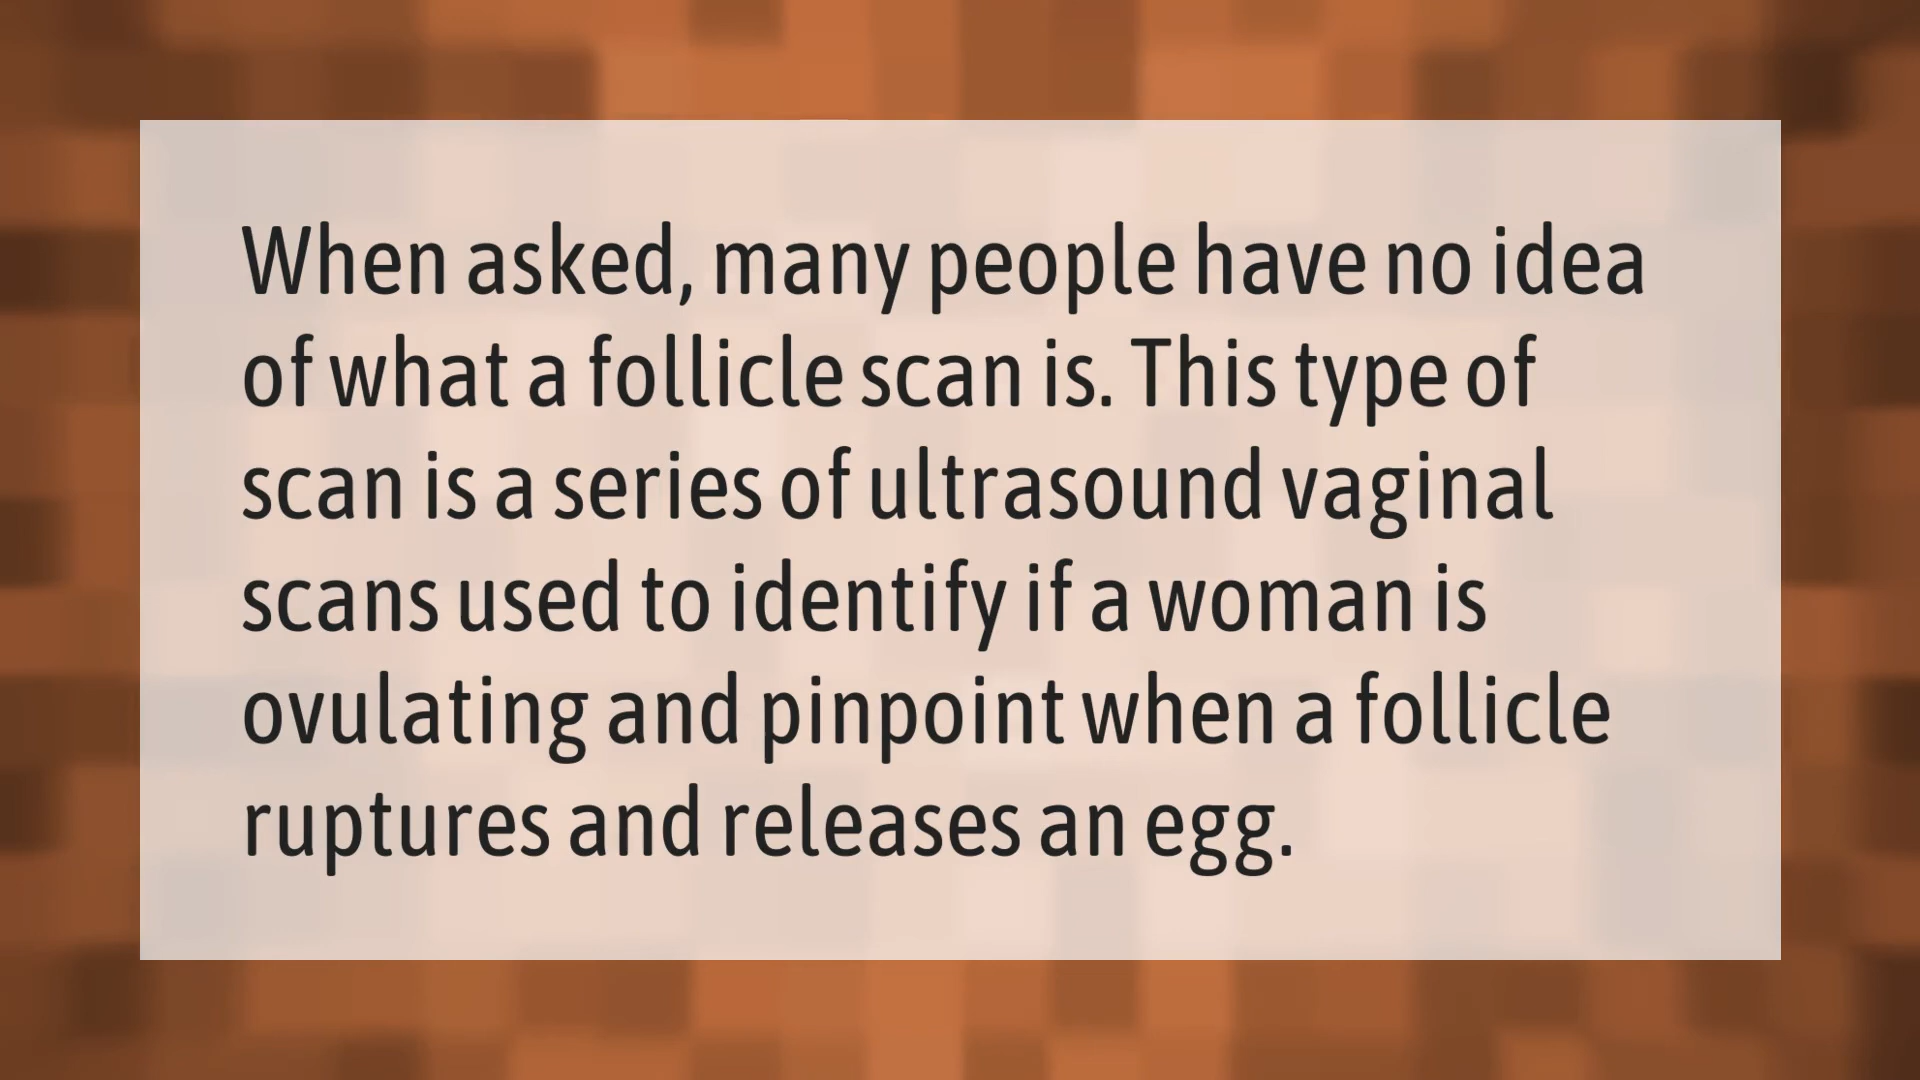 When asked, many people have no idea
of what a follicle scan is. This type of
scan is a series of ultrasound vaginal
scans used to identify if a woman is
ovulating and pinpoint when a follicle
ruptures and releases an egg.